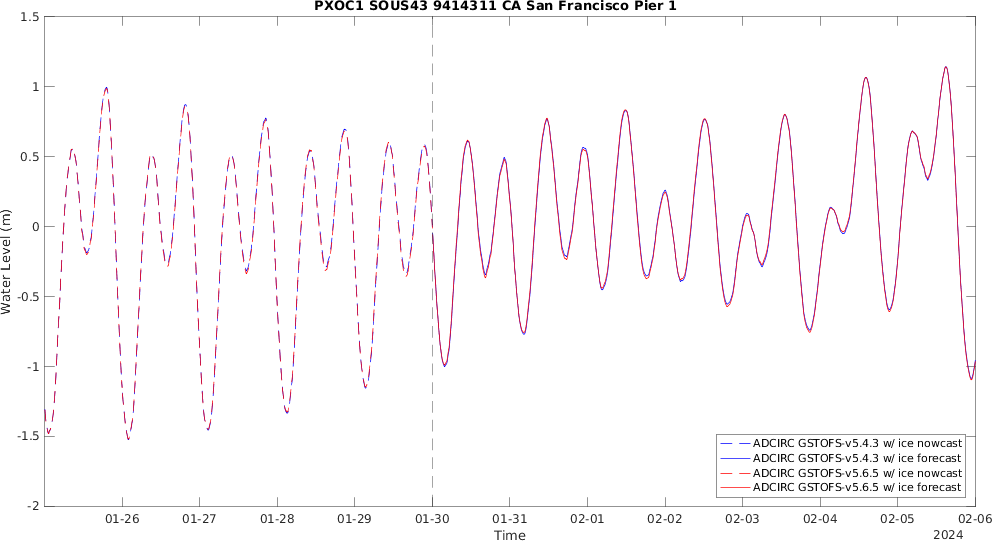 PXOC1 SOUS43 9414311 CA San Francisco Pier 1
1.5
1
0.5
0
-0.5
-1
-1.5
-2
Water Level (m)
ADCIRC GSTOFS-v5.4.3 w/ ice nowcast
ADCIRC GSTOFS-v5.4.3 w/ ice forecast
ADCIRC GSTOFS-v5.6.5 w/ ice nowcast
ADCIRC GSTOFS-v5.6.5 w/ ice forecast
01-26 01-27 01-28 01-29 01-30 01-31 02-01 02-02 02-03 02-04 02-05 02-06
Time
2024